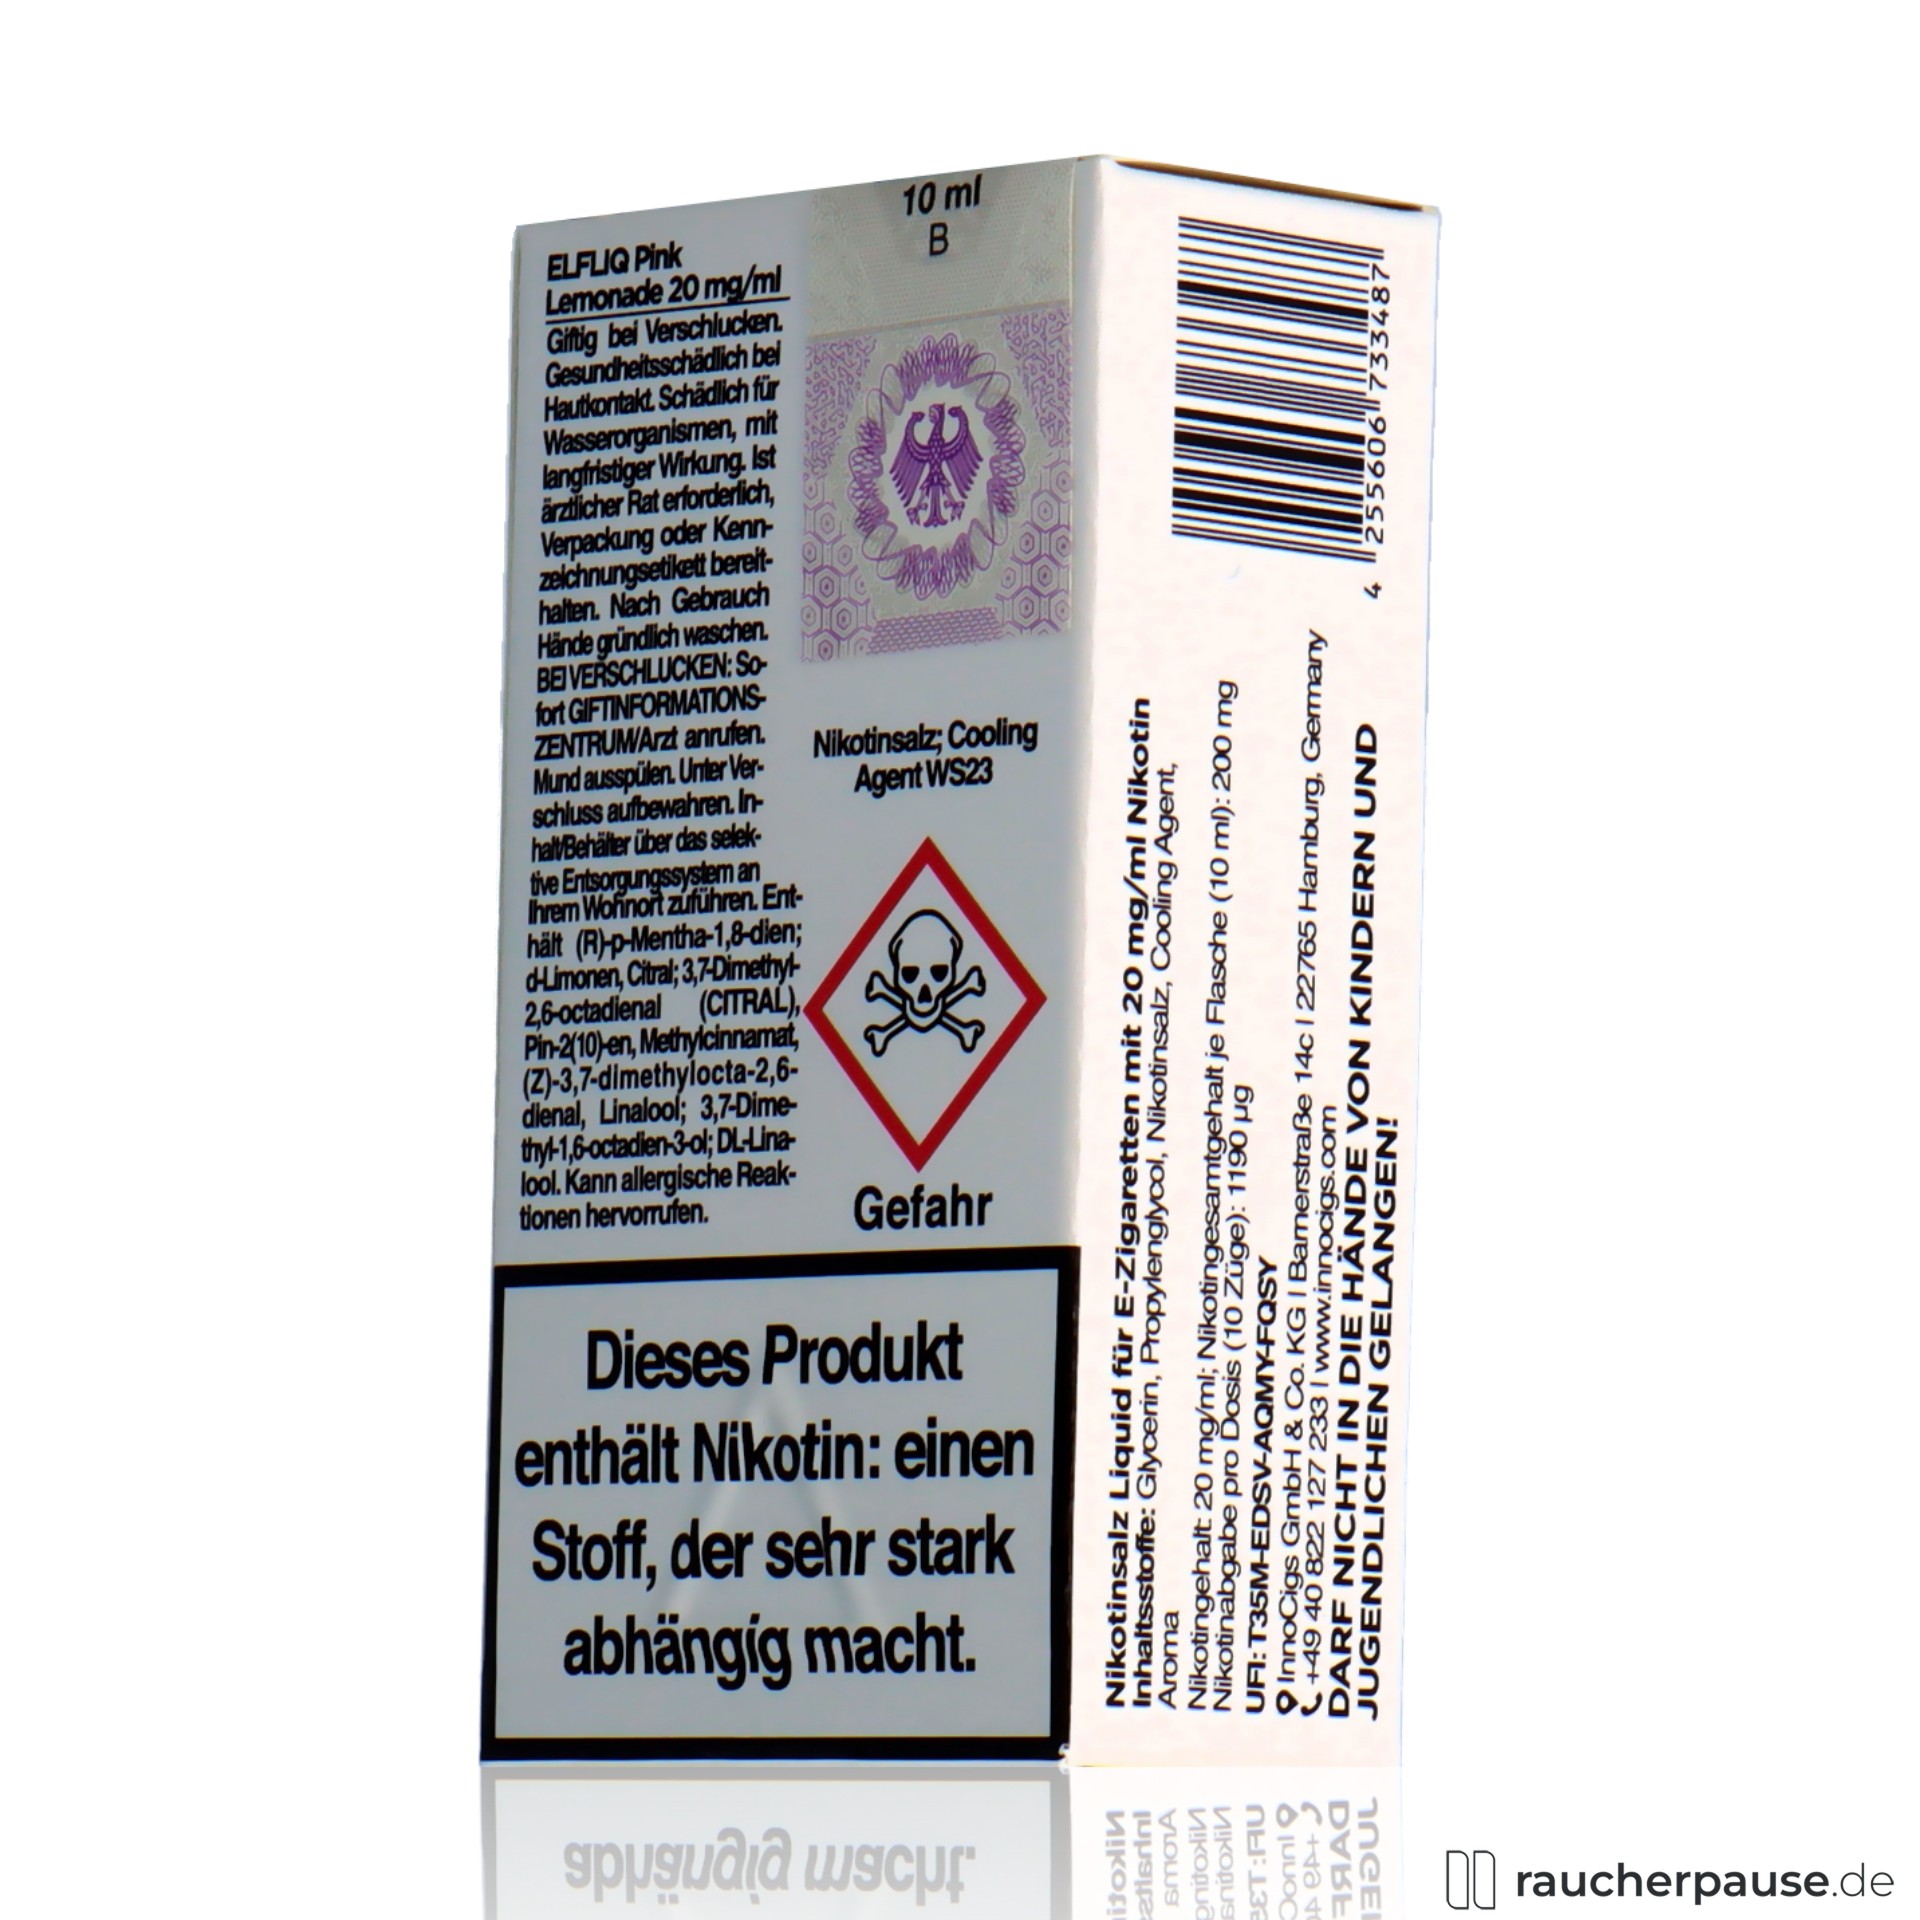 ELFLIQ Pink
Lemonade 20 mg/ml
Giftig bei Verschlucken.
Gesundheitsschädlich bei
Hautkontakt. Schädlich für
Wasserorganismen, mit
langfristiger Wirkung. Ist
ärztlicher Rat erforderlich,
Verpackung oder Kenn-
zeichnungsetikett bereit-
halten. Nach Gebrauch
Hände gründlich waschen.
BEI VERSCHLUCKEN: So-
fort GIFTINFORMATIONS-
ZENTRUM/Arzt anrufen.
Mund ausspülen. Unter Ver-
schluss aufbewahren. In-
halt/Behälter über das selek-
tive Entsorgungssystem an
Ihrem Wohnort zuführen. Ent-
hält (R)-p-Mentha-1,8-dien;
d-Limonen, Citral; 3,7-Dimethyl-
2,6-octadienal (CITRAL),
Pin-2(10)-en, Methylcinnamat,
(Z)-3,7-dimethylocta-2,6-
dienal, Linalool; 3,7-Dime-
thyl-1,6-octadien-3-ol; DL-Lina-
lool. Kann allergische Reak-
tionen hervorrufen.
10 ml
B
Nikotinsalz; Cooling
Agent WS23
Gefahr
Dieses Produkt
enthält Nikotin: einen
Stoff, der sehr stark
abhängig macht.
4 255606 733487
Nikotinsalz Liquid für E-Zigaretten mit 20 mg/ml Nikotin
Inhaltsstoffe: Glycerin, Propylenglycol, Nikotinsalz, Cooling Agent,
Aroma
Nikotingehalt: 20 mg/ml; Nikotingesamtgehalt je Flasche (10 ml): 200 mg
Nikotinabgabe pro Dosis (10 Züge): 1190 µg
UFI: T35M-EDSV-AQMY-FQSY
InnoCigs GmbH & Co. KG | Barnerstraße 14c | 22765 Hamburg, Germany
+49 40 822 127 233 | www.innocigs.com
DARF NICHT IN DIE HÄNDE VON KINDERN UND
JUGENDLICHEN GELANGEN!
raucherpause.de